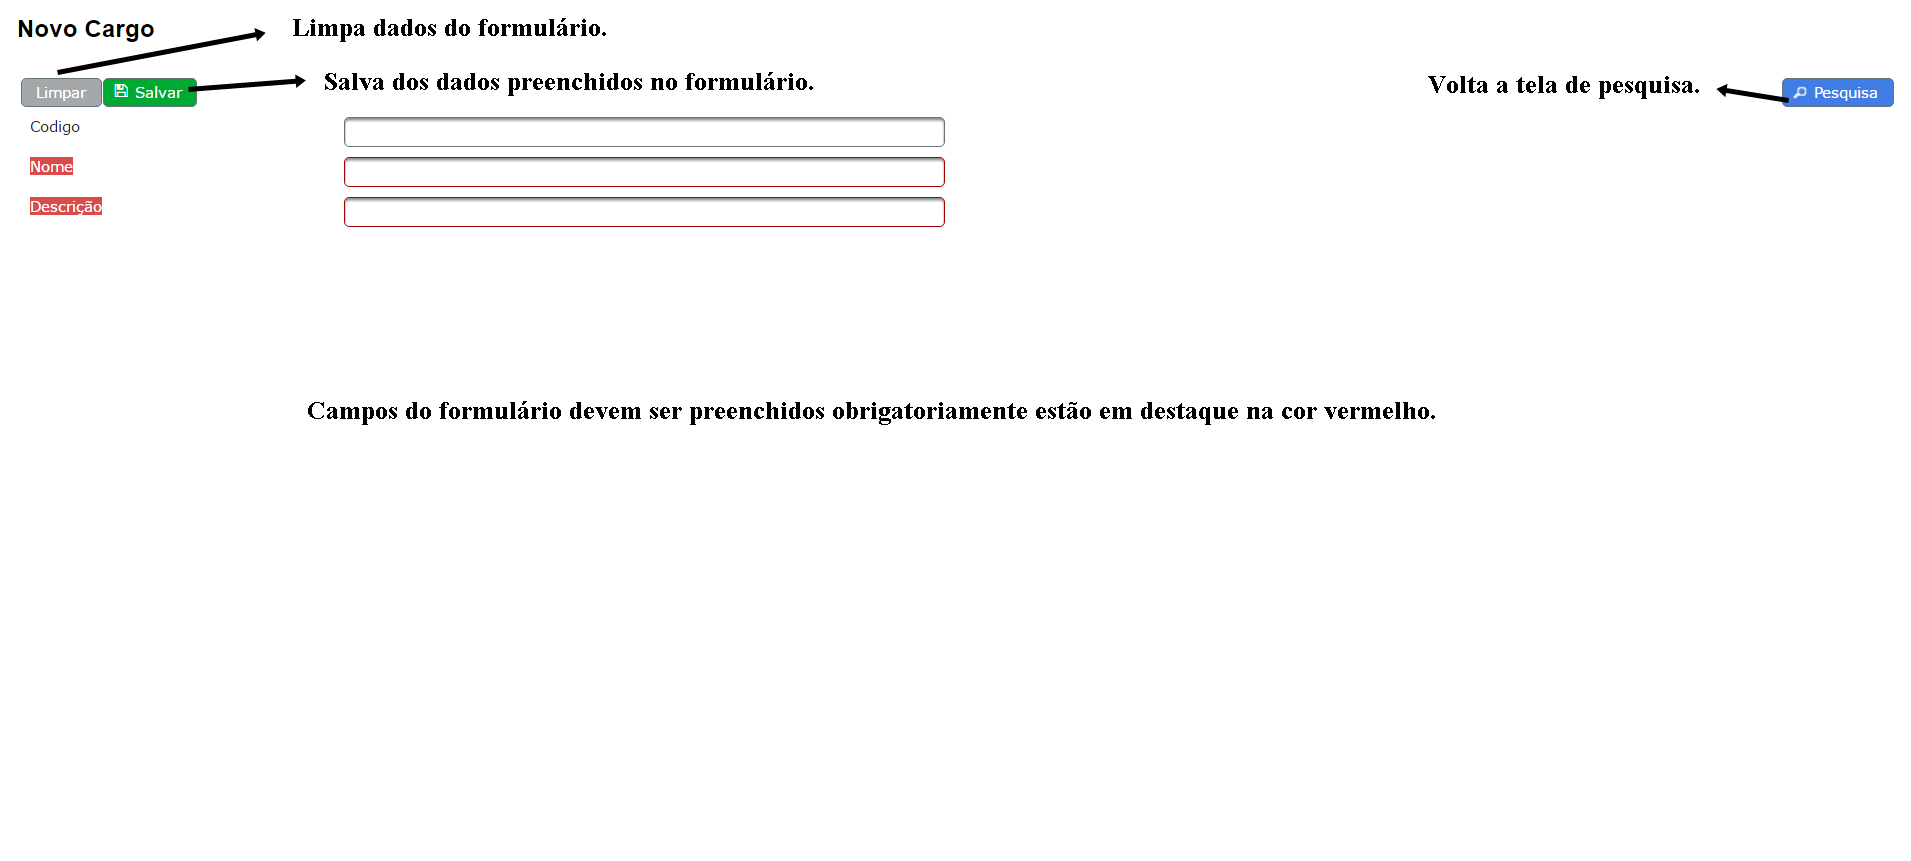 Novo Cargo
Limpa dados do formulário.
Limpar
Salvar
Salva dos dados preenchidos no formulário.
Volta a tela de pesquisa.
Pesquisa
Codigo
Nome
Descrição
Campos do formulário devem ser preenchidos obrigatoriamente estão em destaque na cor vermelho.